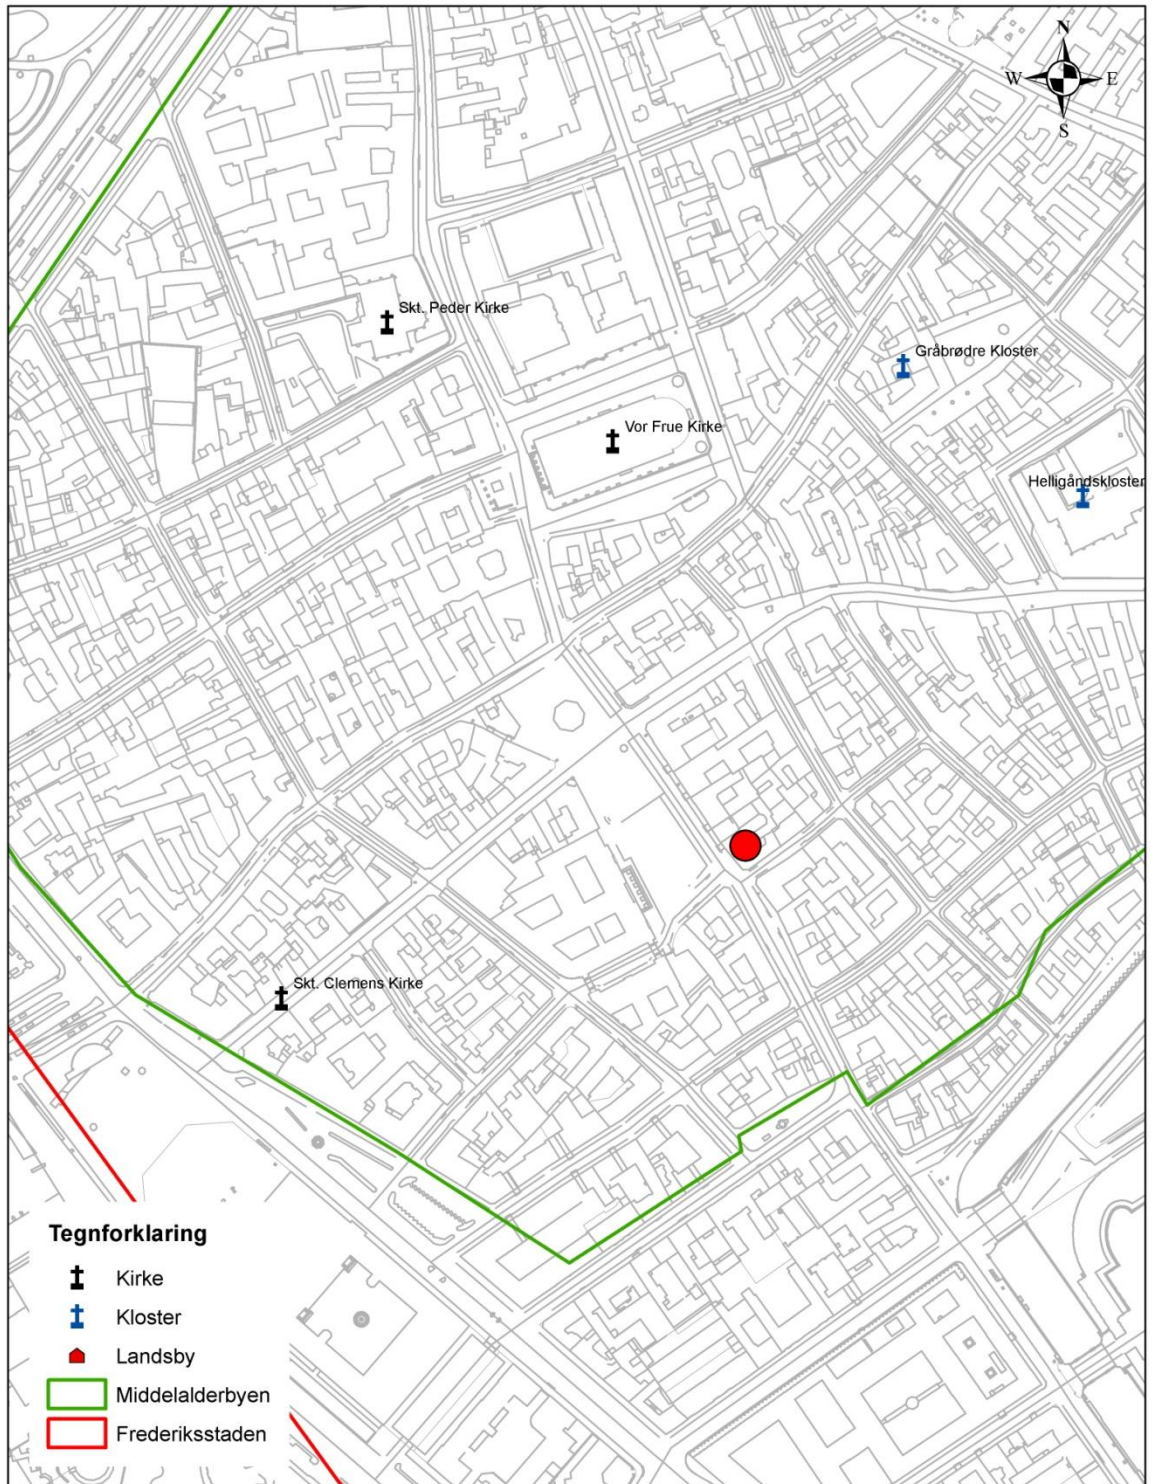 N
W E
S
Skt. Peder Kirke
Gråbrødre Kloster
Vor Frue Kirke
Helligåndskloster
Skt. Clemens Kirke
Tegnforklaring
Kirke
Kloster
Landsby
Middelalderbyen
Frederiksstaden